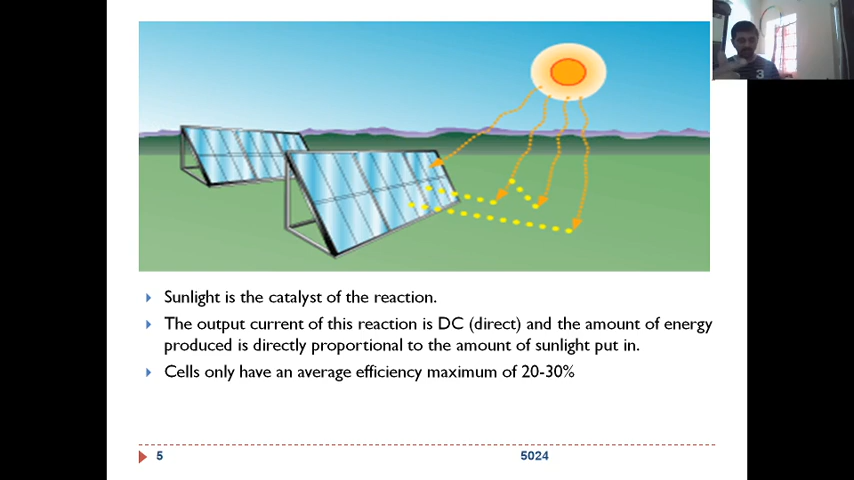 Sunlight is the catalyst of the reaction.
The output current of this reaction is DC (direct) and the amount of energy
produced is directly proportional to the amount of sunlight put in.
Cells only have an average efficiency maximum of 20-30%
5
5024
3